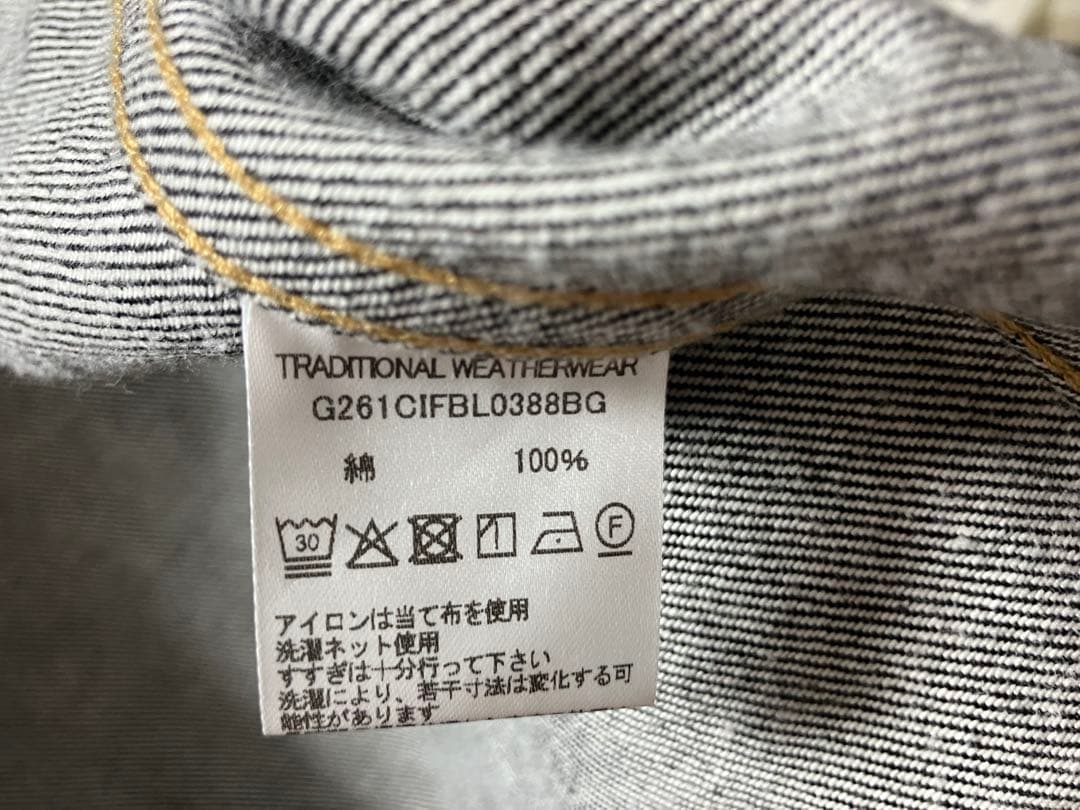 TRADITIONAL WEATHERWEAR
G261CIFBL0388BG
綿 100%
30 F
アイロンは当て布を使用
洗濯ネット使用
すすぎは十分行って下さい
洗濯により、若干寸法は変化する可
能性があります